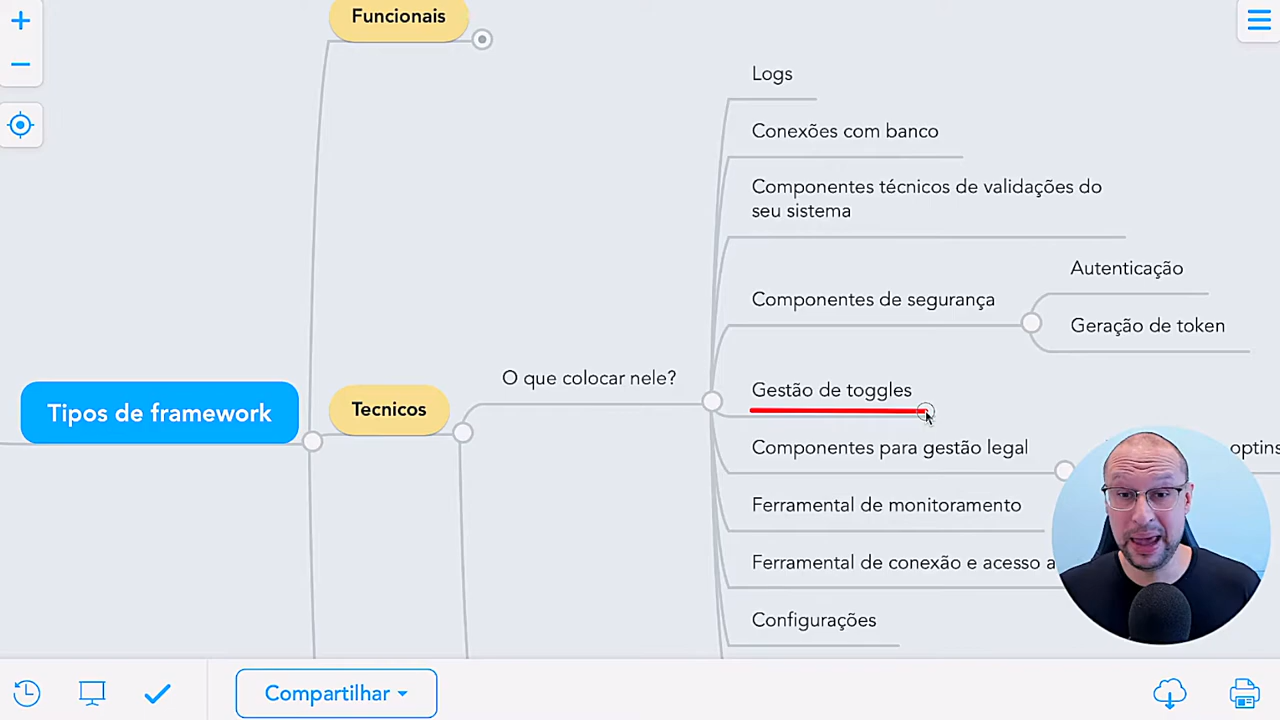 Funcionais
Logs
Conexões com banco
Componentes técnicos de validações do
seu sistema
Autenticação
Componentes de segurança
Geração de token
O que colocar nele?
Gestão de toggles
Tipos de framework
Tecnicos
Componentes para gestão legal
optins
Ferramental de monitoramento
Ferramental de conexão e acesso a
Configurações
Compartilhar